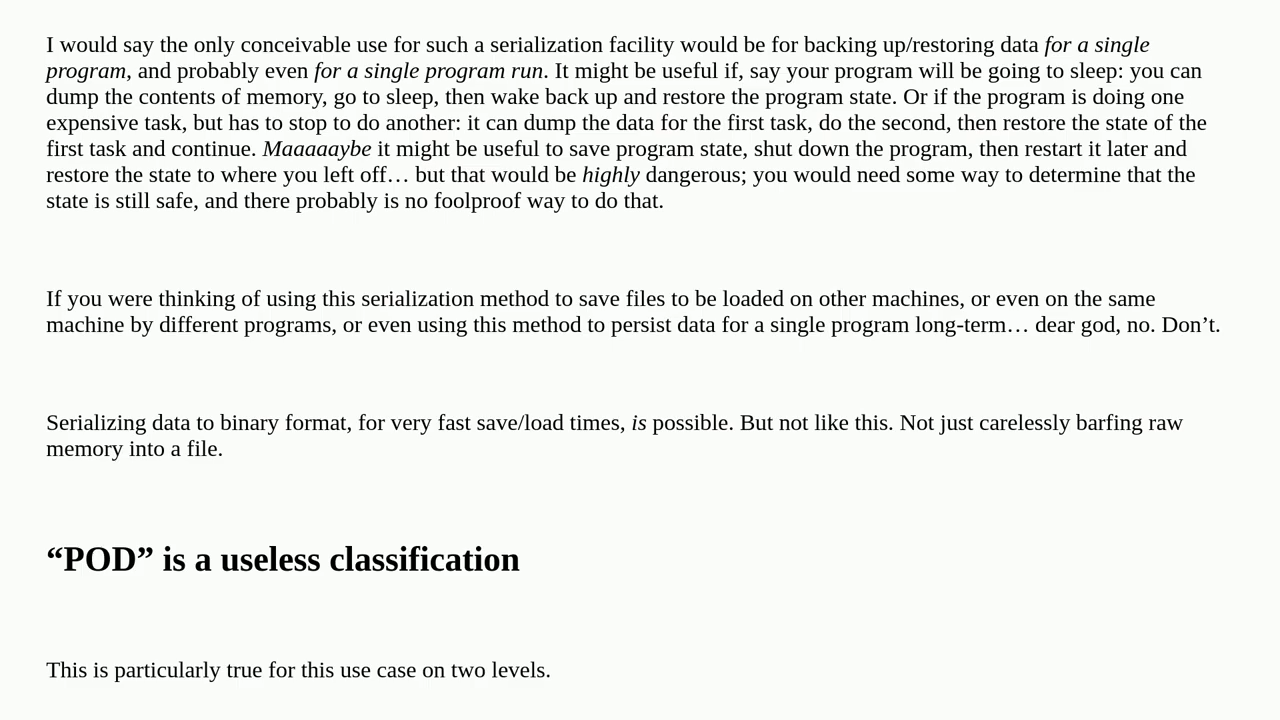 I would say the only conceivable use for such a serialization facility would be for backing up/restoring data for a single
program, and probably even for a single program run. It might be useful if, say your program will be going to sleep: you can
dump the contents of memory, go to sleep, then wake back up and restore the program state. Or if the program is doing one
expensive task, but has to stop to do another: it can dump the data for the first task, do the second, then restore the state of the
first task and continue. Maaaaaybe it might be useful to save program state, shut down the program, then restart it later and
restore the state to where you left off… but that would be highly dangerous; you would need some way to determine that the
state is still safe, and there probably is no foolproof way to do that.
If you were thinking of using this serialization method to save files to be loaded on other machines, or even on the same
machine by different programs, or even using this method to persist data for a single program long-term… dear god, no. Don’t.
Serializing data to binary format, for very fast save/load times, is possible. But not like this. Not just carelessly barfing raw
memory into a file.
“POD” is a useless classification
This is particularly true for this use case on two levels.